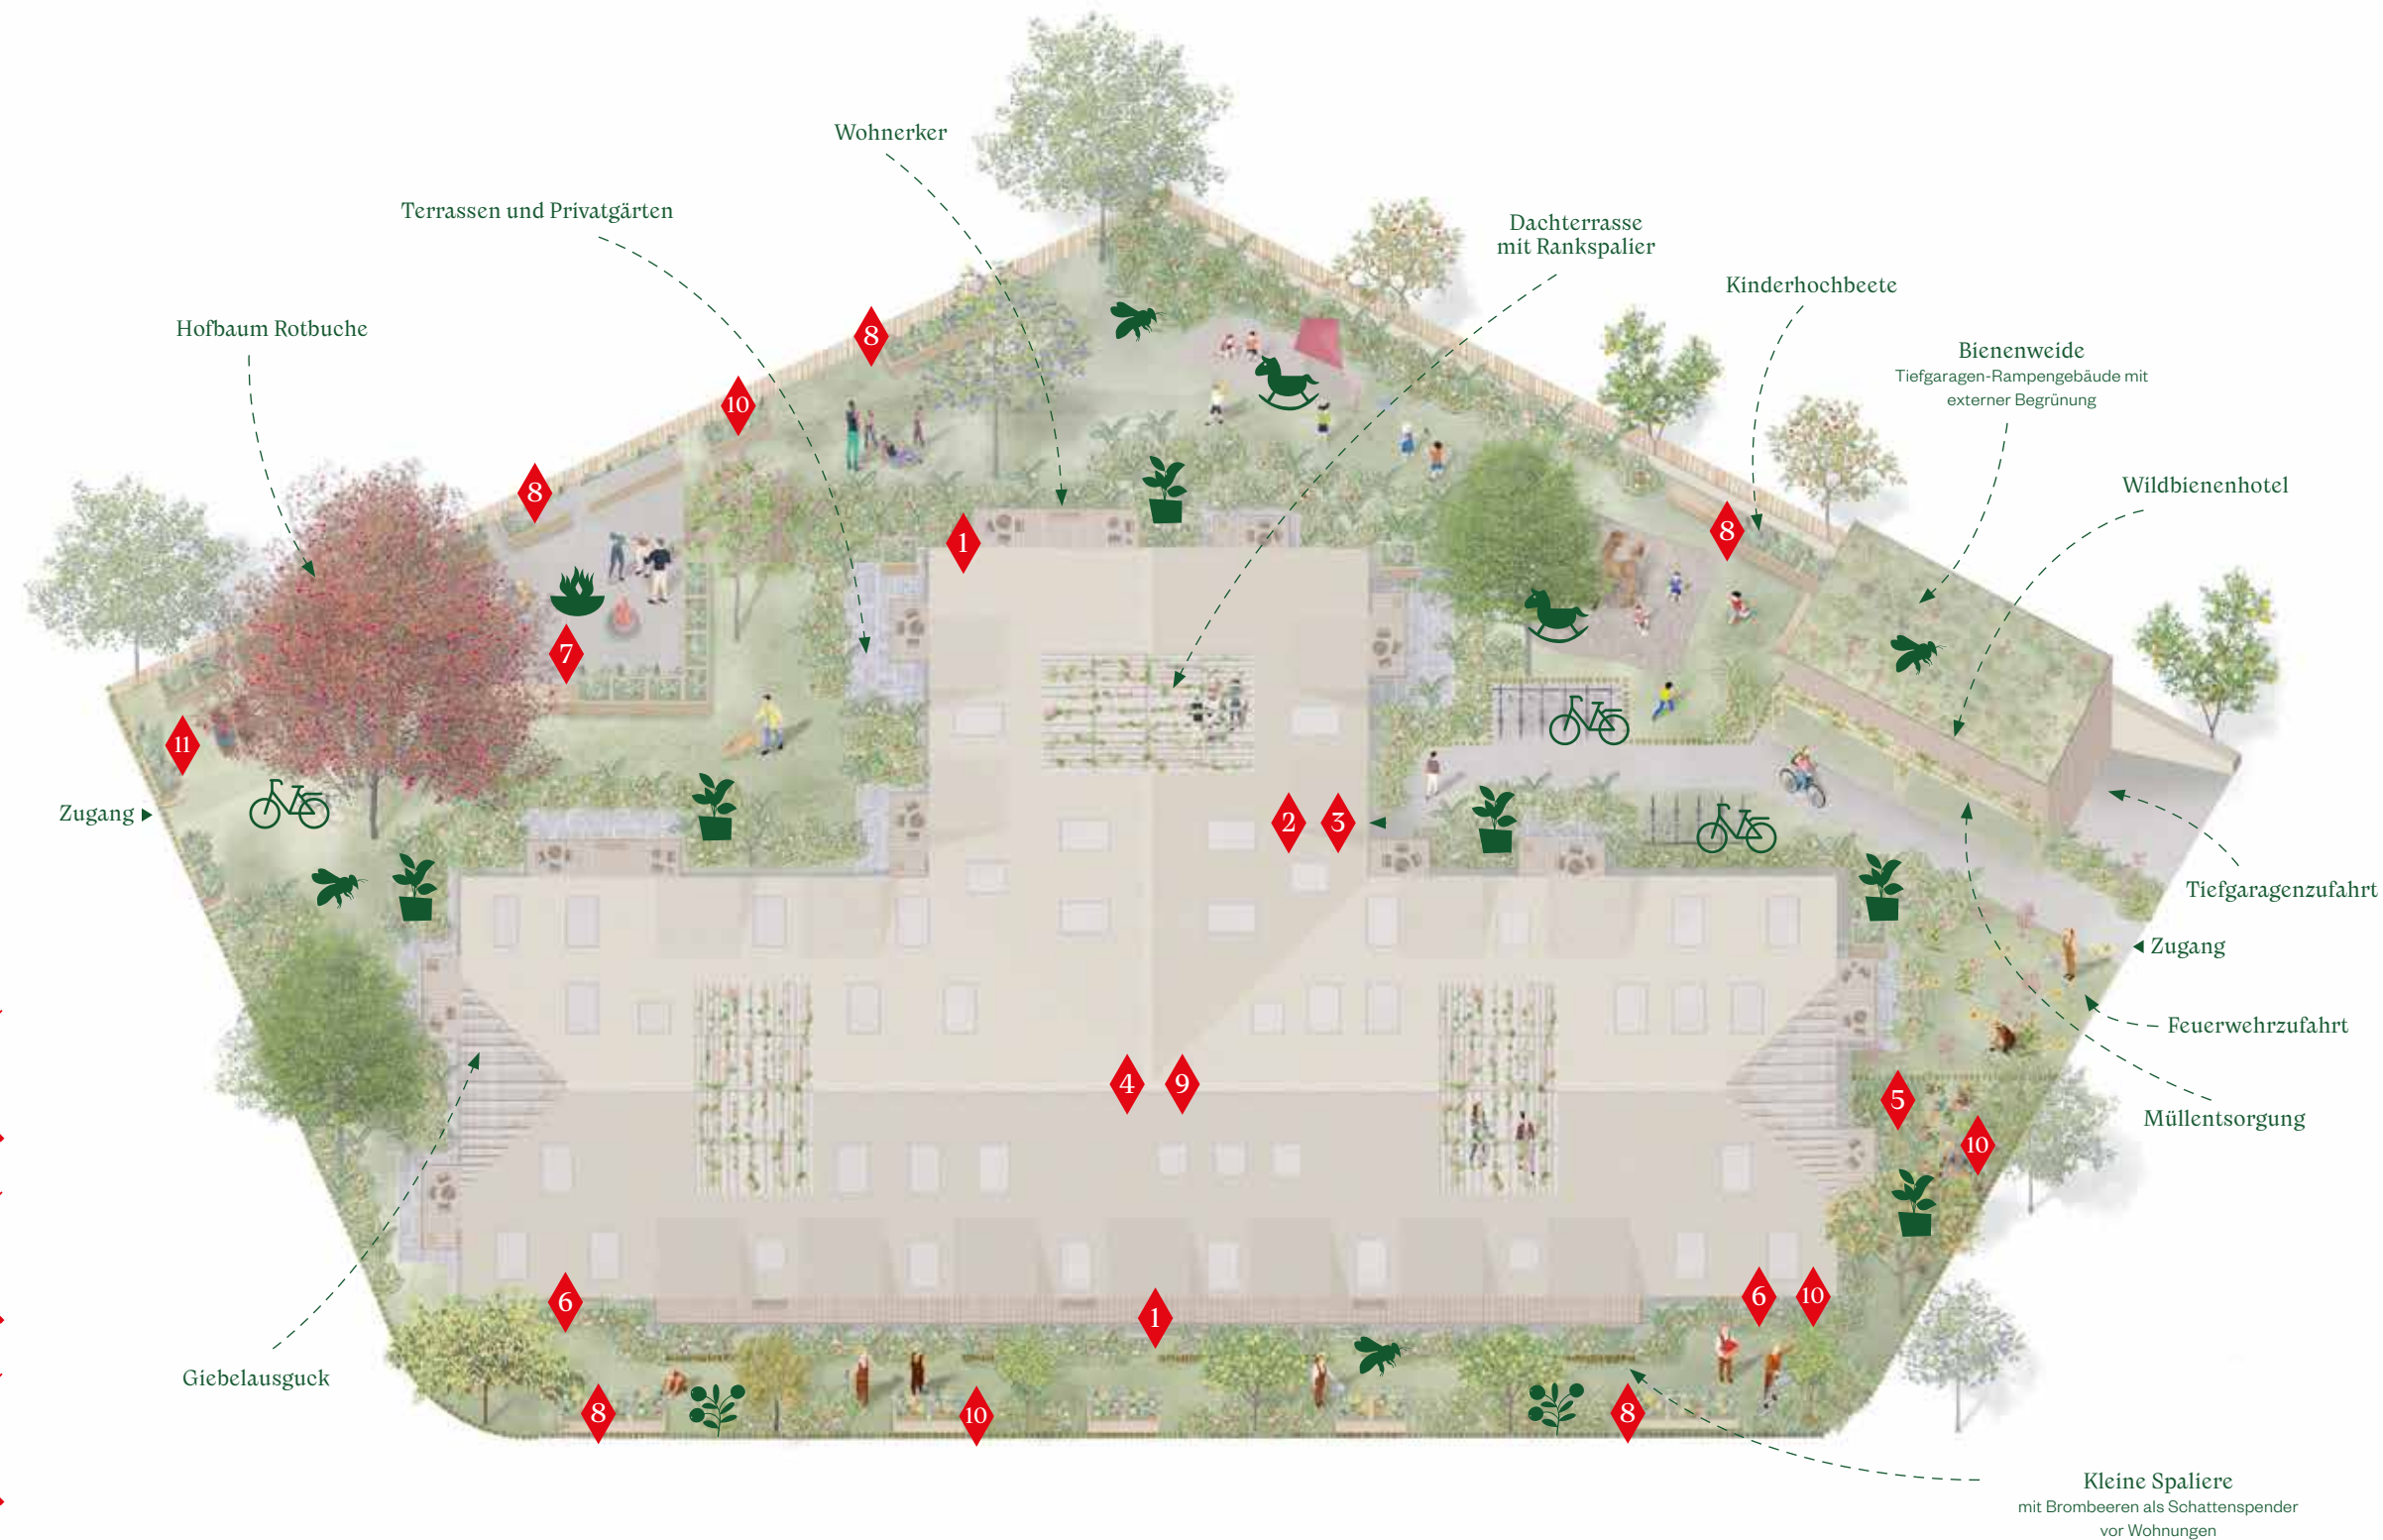 Wohnerker
Terrassen und Privatgärten
Dachterrasse
mit Rankspalier
Kinderhochbeete
Hofbaum Rotbuche
Bienenweide
Tiefgaragen-Rampengebäude mit
externer Begrünung
8
10
Wildbienenhotel
8
8
1
7
11
Zugang
2 3
Tiefgaragenzufahrt
Zugang
Feuerwehrzufahrt
4 9
5
Müllentsorgung
10
6
6 10
1
Giebelausguck
8
10
8
Kleine Spaliere
mit Brombeeren als Schattenspender
vor Wohnungen